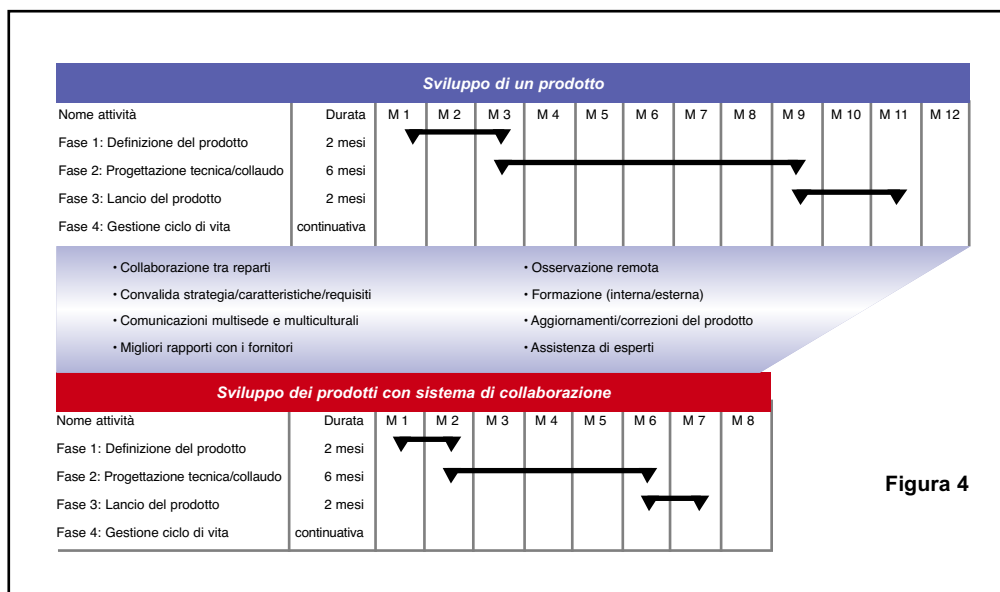 Sviluppo di un prodotto
Nome attività Durata M 1 M 2 M 3 M 4 M 5 M 6 M 7 M 8 M 9 M 10 M 11 M 12
Fase 1: Definizione del prodotto 2 mesi
Fase 2: Progettazione tecnica/collaudo 6 mesi
Fase 3: Lancio del prodotto 2 mesi
Fase 4: Gestione ciclo di vita continuativa
• Collaborazione tra reparti
• Convalida strategia/caratteristiche/requisiti
• Comunicazioni multisede e multiculturali
• Migliori rapporti con i fornitori
• Osservazione remota
• Formazione (interna/esterna)
• Aggiornamenti/correzioni del prodotto
• Assistenza di esperti
Sviluppo dei prodotti con sistema di collaborazione
Nome attività Durata M 1 M 2 M 3 M 4 M 5 M 6 M 7 M 8
Fase 1: Definizione del prodotto 2 mesi
Fase 2: Progettazione tecnica/collaudo 6 mesi
Fase 3: Lancio del prodotto 2 mesi
Fase 4: Gestione ciclo di vita continuativa
Figura 4